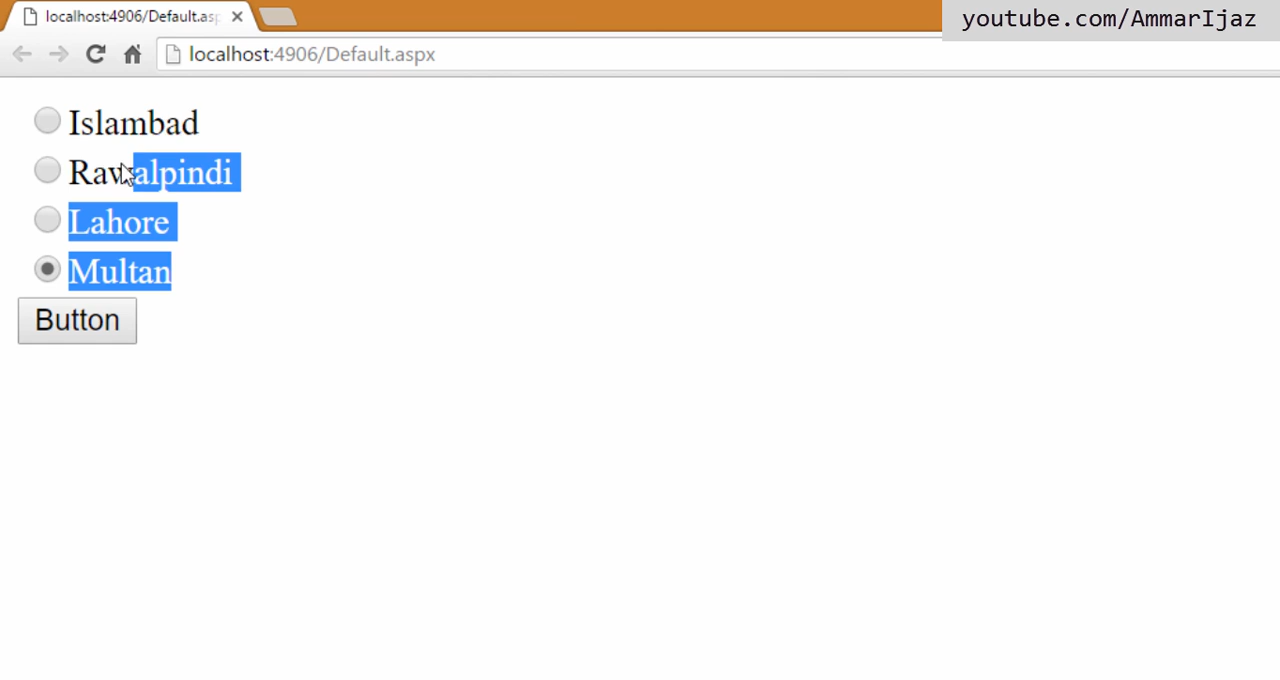 localhost:4906/Default.asp
youtube.com/AmmarIjaz
localhost:4906/Default.aspx
Islambad
Rawalpindi
Lahore
Multan
Button